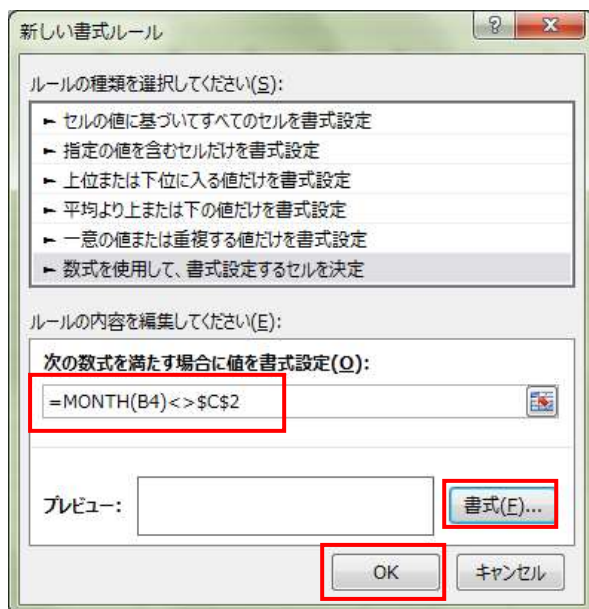 新しい書式ルール
ルールの種類を選択してください(S):
► セルの値に基づいてすべてのセルを書式設定
► 指定の値を含むセルだけを書式設定
► 上位または下位に入る値だけを書式設定
► 平均より上または下の値だけを書式設定
► 一意の値または重複する値だけを書式設定
► 数式を使用して、書式設定するセルを決定
ルールの内容を編集してください(E):
次の数式を満たす場合に値を書式設定(O):
=MONTH(B4)<>$C$2
プレビュー:
書式(F)...
OK
キャンセル